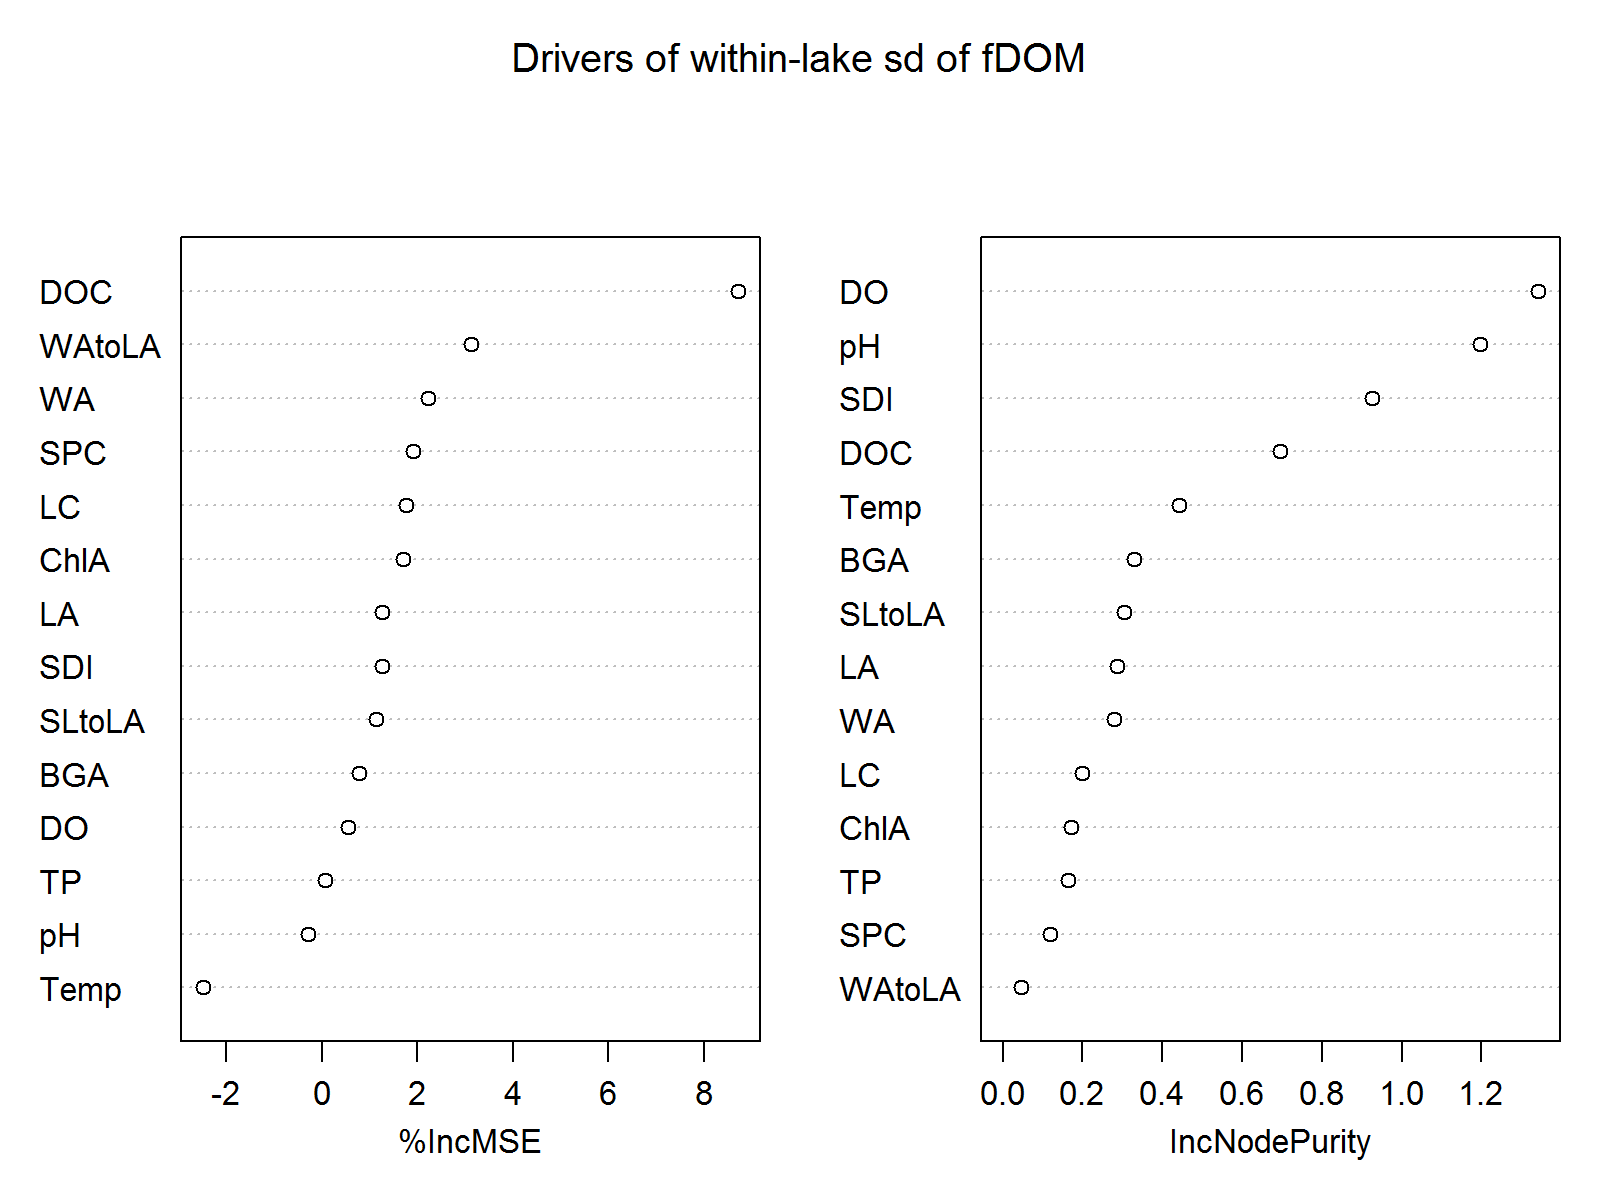 Drivers of within-lake sd of fDOM
DOC
WAtoLA
WA
SPC
LC
ChlA
LA
SDI
SLtoLA
BGA
DO
TP
pH
Temp
-2 0 2 4 6 8
%IncMSE
DO
pH
SDI
DOC
Temp
BGA
SLtoLA
LA
WA
LC
ChlA
TP
SPC
WAtoLA
0.0 0.2 0.4 0.6 0.8 1.0 1.2
IncNodePurity